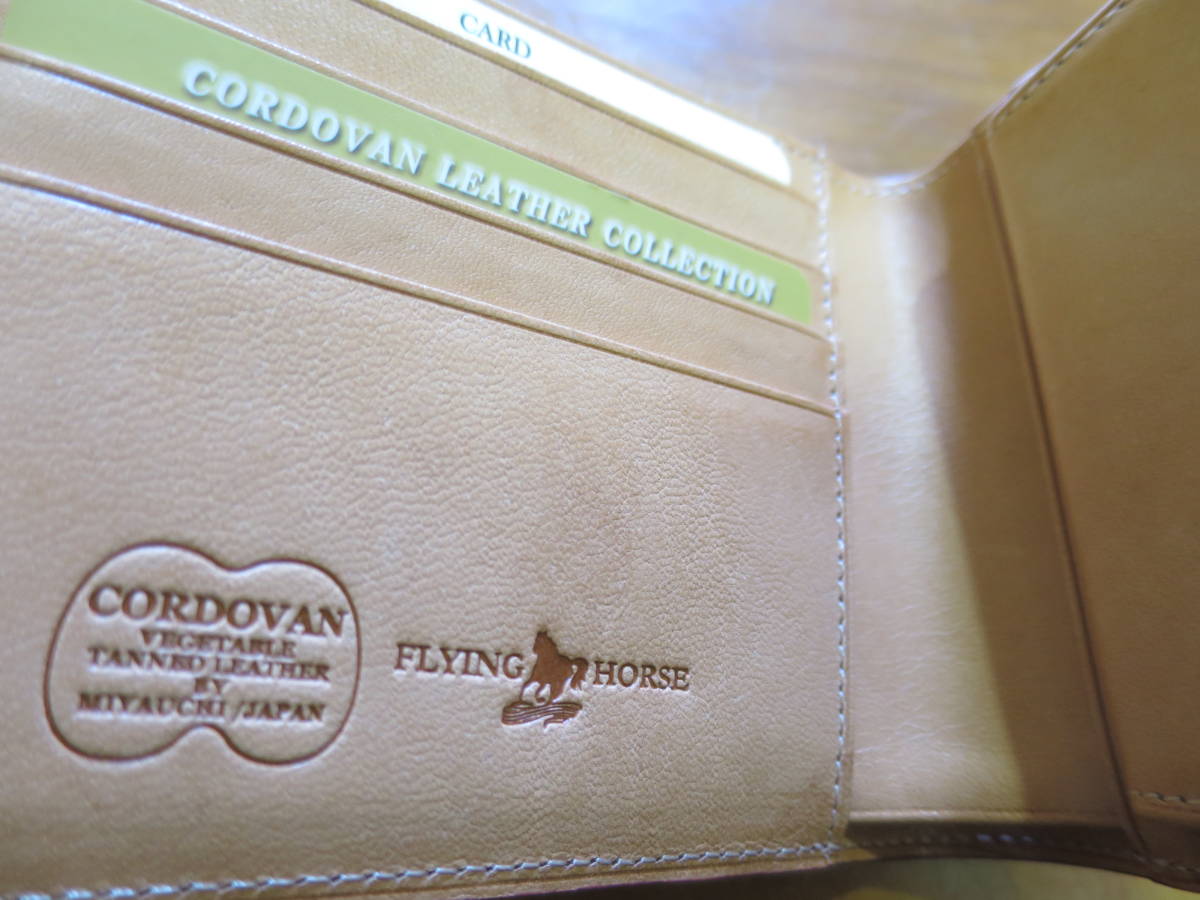 CARD
CORDOVAN LEATHER COLLECTION
CORDOVAN
VEGETABLE
TANNED LEATHER
BY
MIYAUCHI/JAPAN
FLYING HORSE